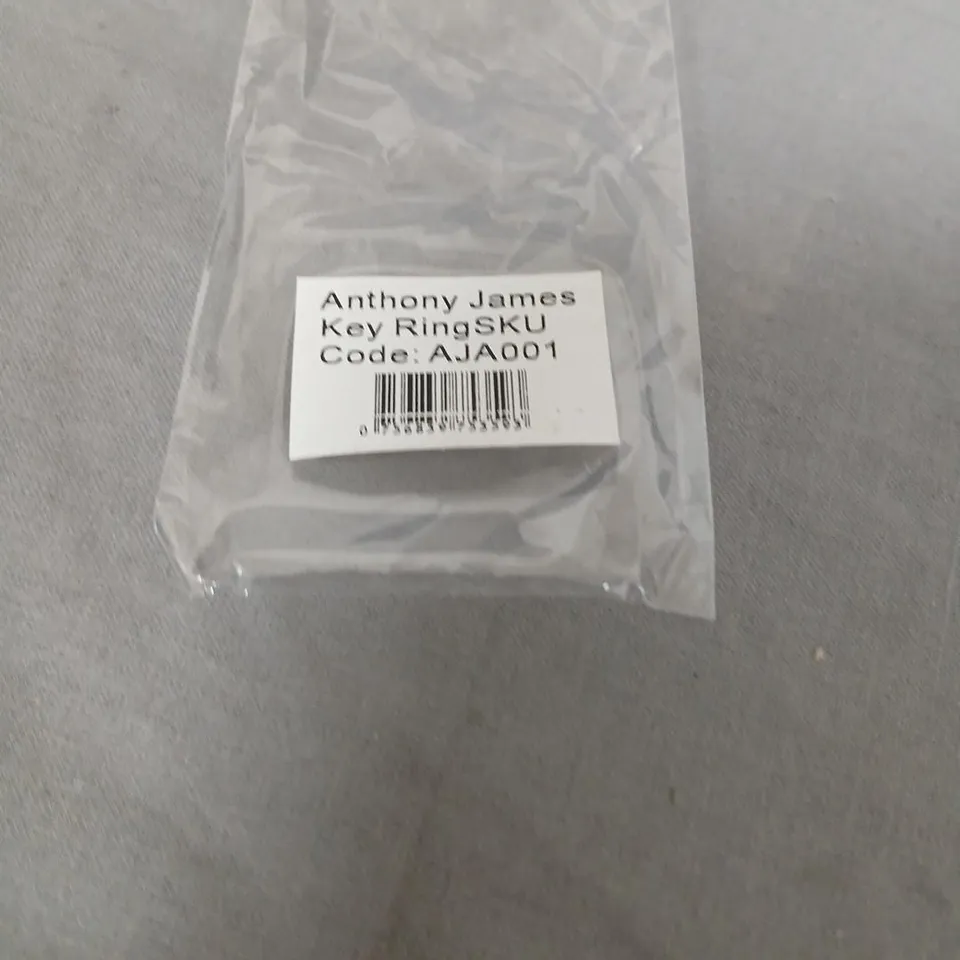 Anthony James
Key RingSKU
Code: AJA001